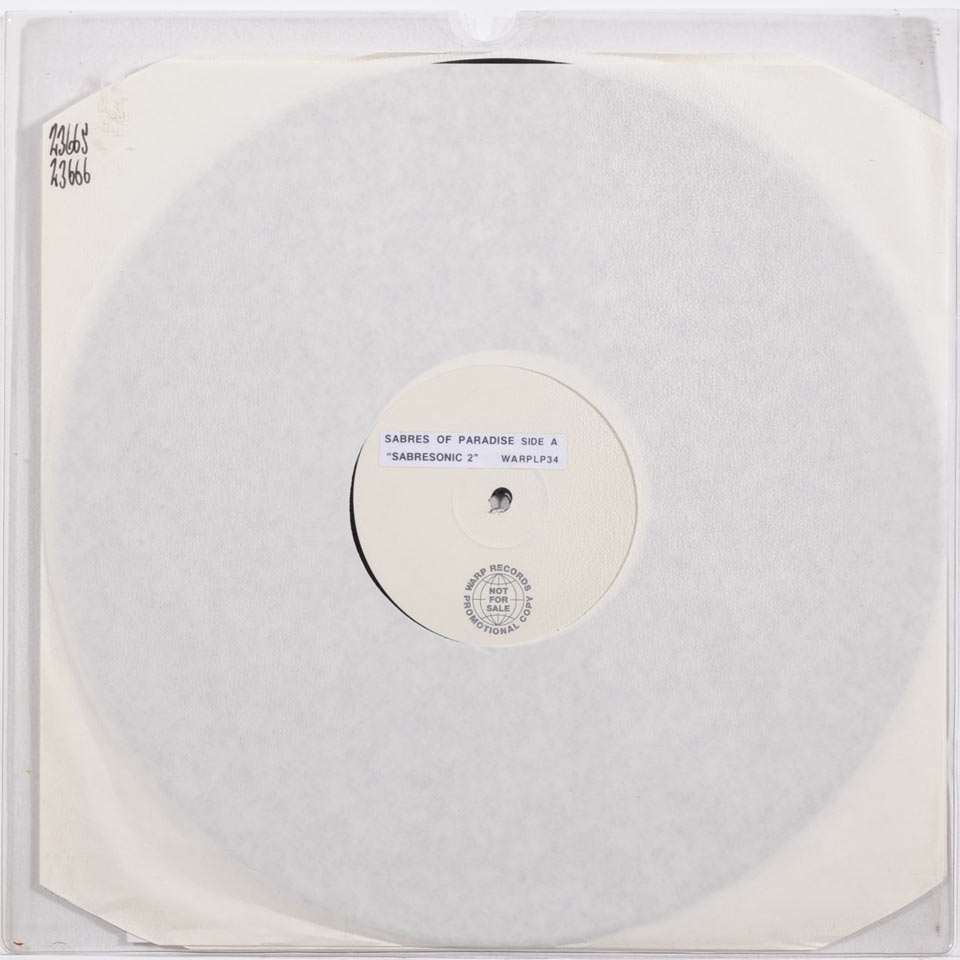 23665
23666
SABRES OF PARADISE SIDE A
"SABRESONIC 2" WARPLP34
WARP RECORDS
NOT
FOR
SALE
PROMOTIONAL COPY